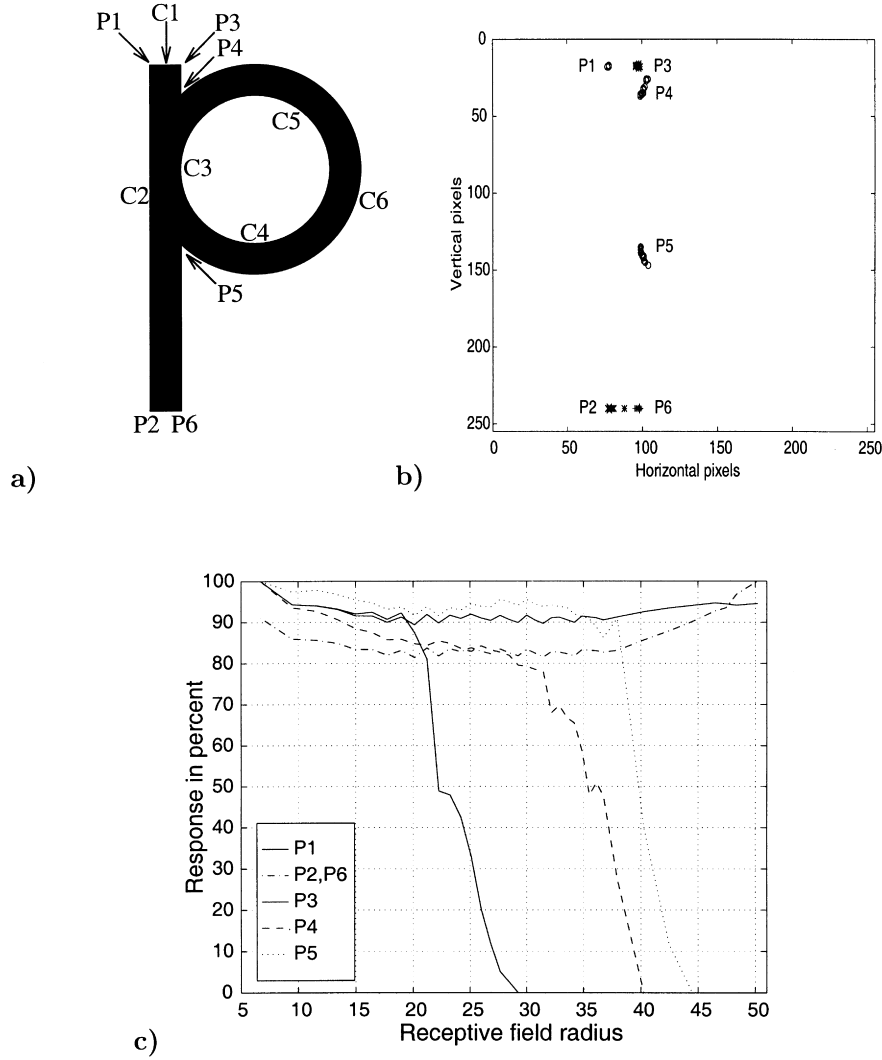 P1 C1 P3
P4
C5
C3
C2
C6
C4
P5
P2 P6
a)
0
50
100
150
200
250
Vertical pixels
P1 P3
P4
P5
P2 P6
0 50 100 150 200 250
Horizontal pixels
b)
100
90
80
70
60
50
40
30
20
10
0
Response in percent
P1
P2,P6
P3
P4
P5
5 10 15 20 25 30 35 40 45 50
Receptive field radius
c)